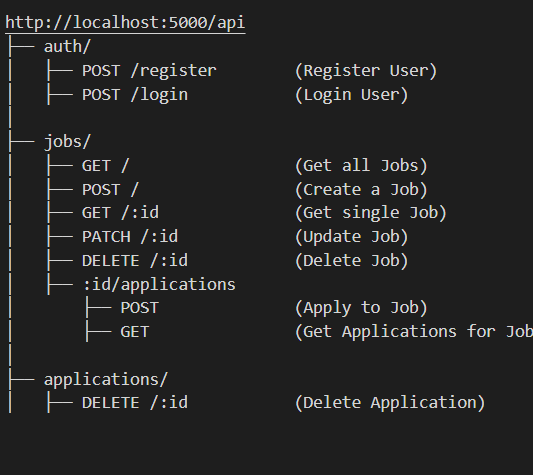 http://localhost:5000/api
├── auth/
│   ├── POST /register        (Register User)
│   ├── POST /login           (Login User)
│
├── jobs/
│   ├── GET /                 (Get all Jobs)
│   ├── POST /                (Create a Job)
│   ├── GET /:id              (Get single Job)
│   ├── PATCH /:id            (Update Job)
│   ├── DELETE /:id           (Delete Job)
│   ├── :id/applications
│       ├── POST              (Apply to Job)
│       ├── GET               (Get Applications for Job
│
├── applications/
│   ├── DELETE /:id           (Delete Application)